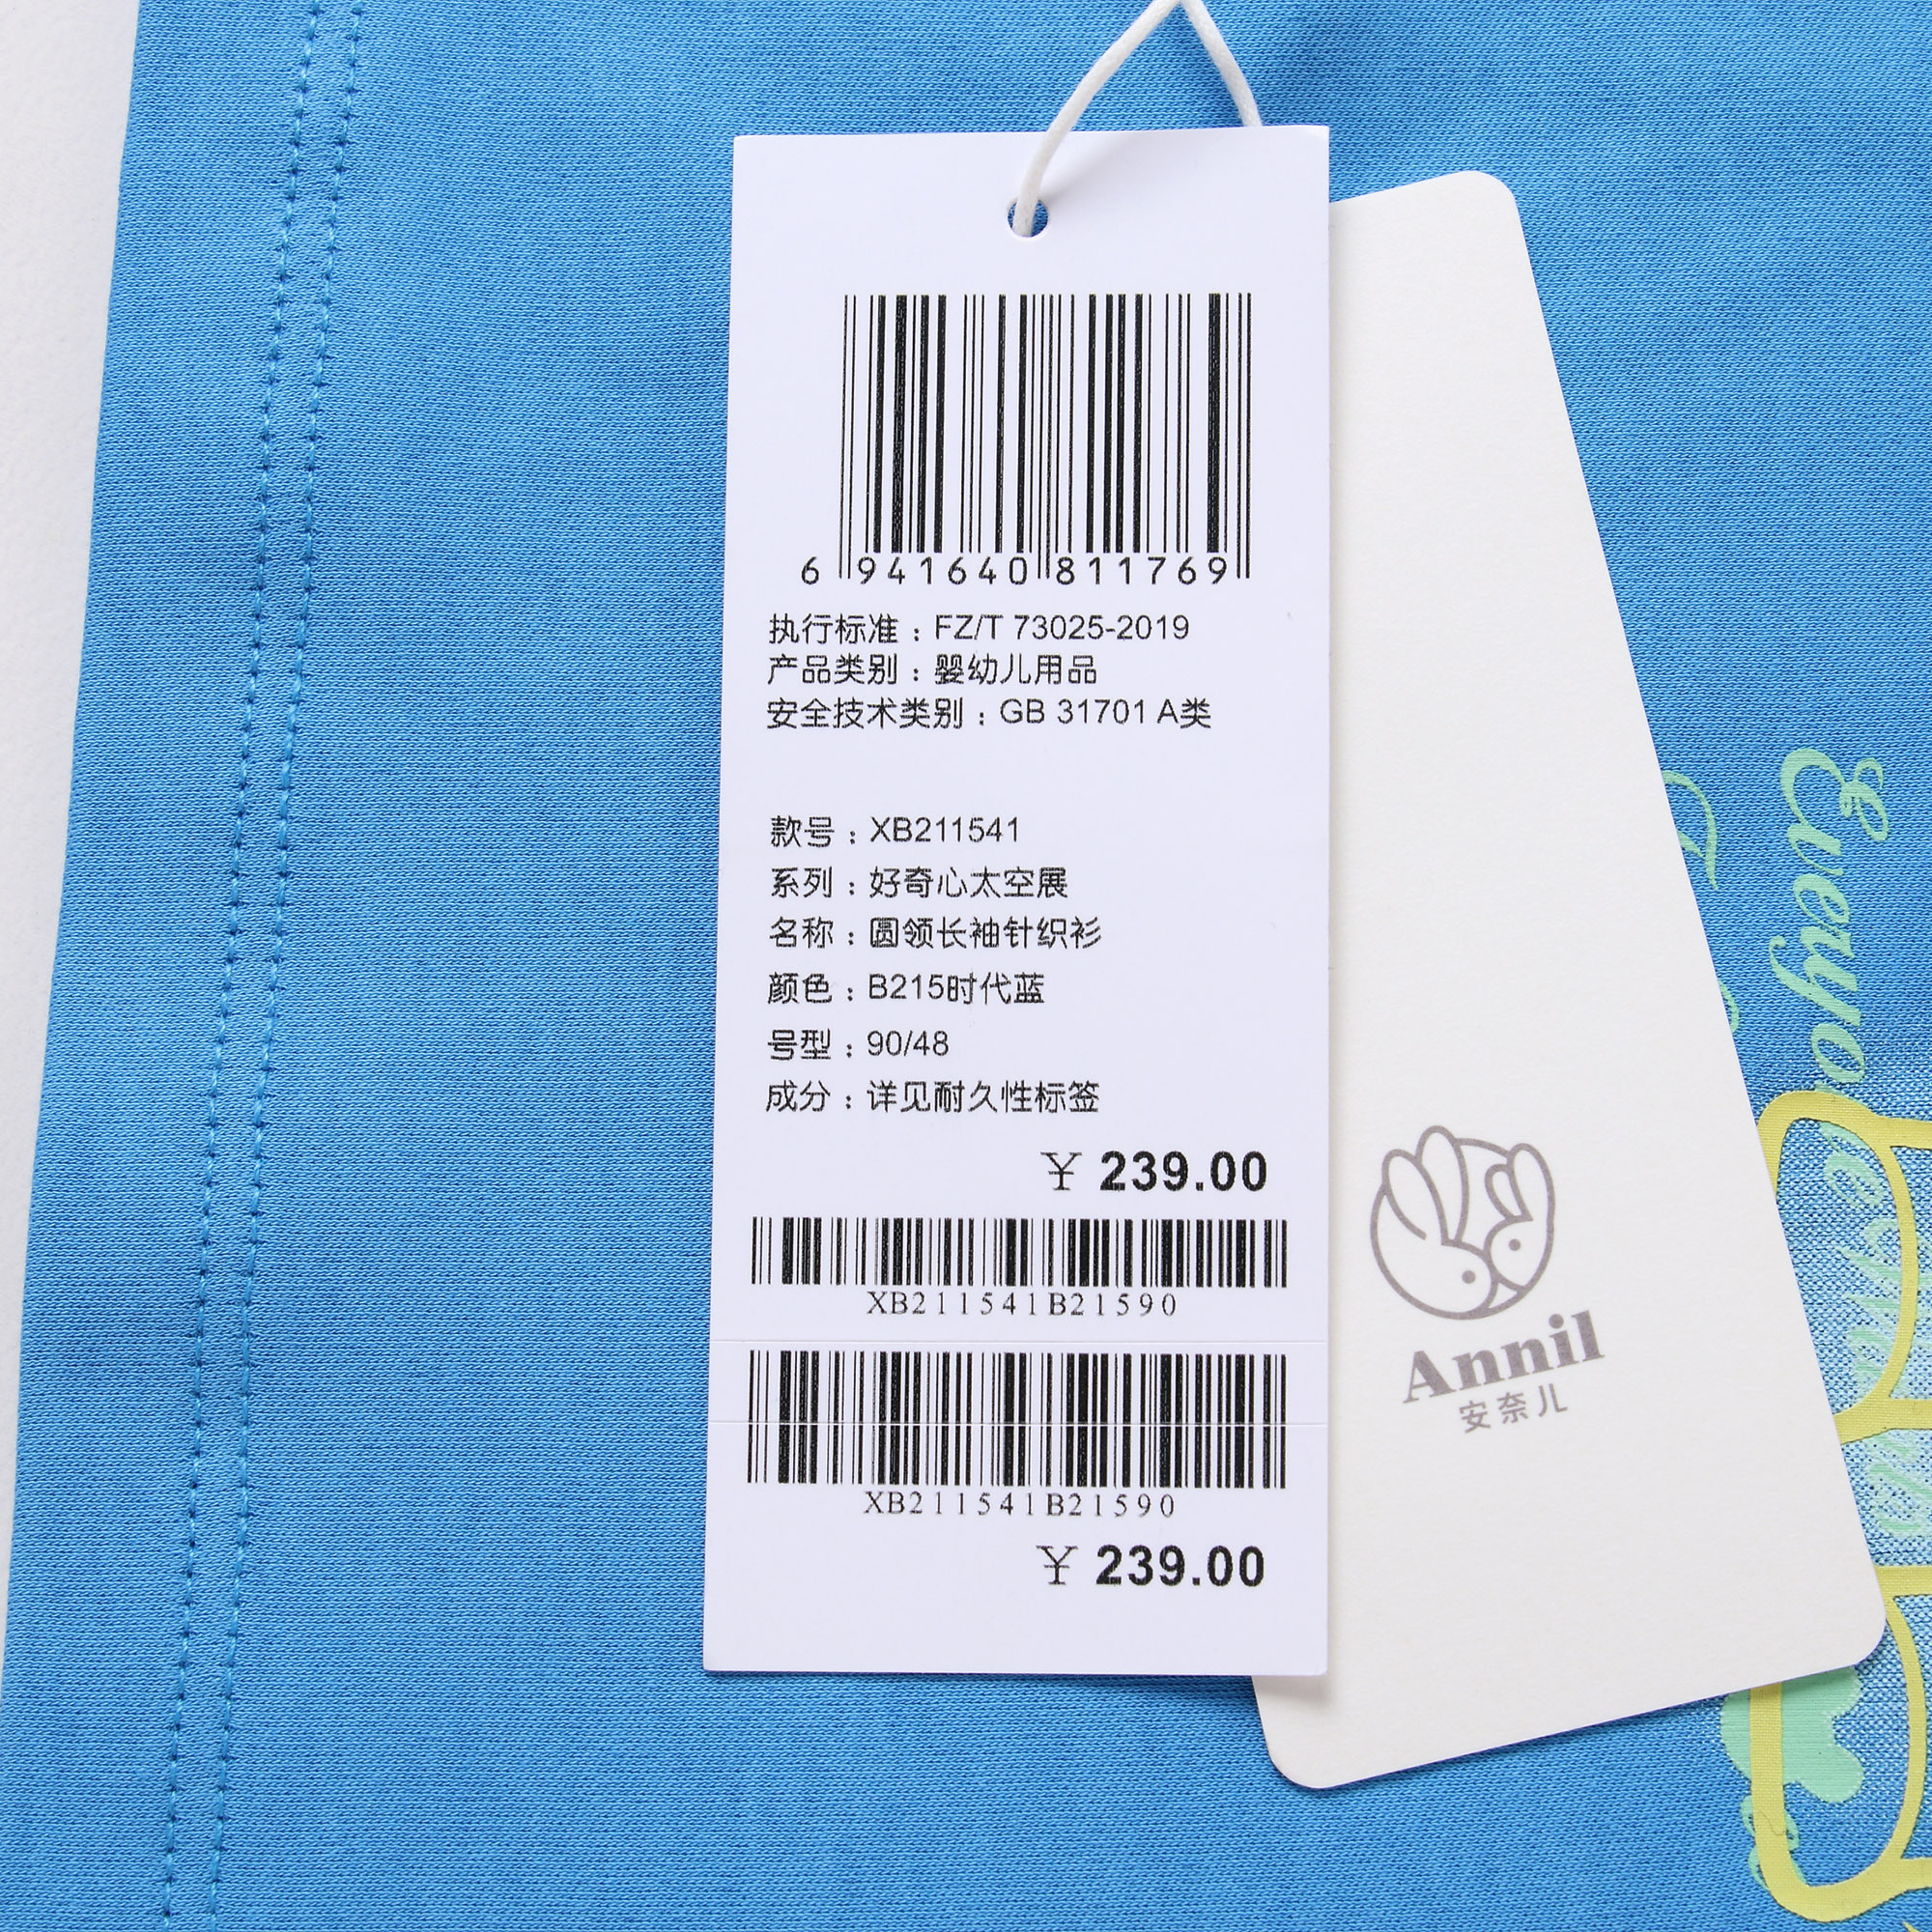 6 941640 811769
执行标准：FZ/T 73025-2019
产品类别：婴幼儿用品
安全技术类别：GB 31701 A类
款号：XB211541
系列：好奇心太空展
名称：圆领长袖针织衫
颜色：B215时代蓝
号型：90/48
成分：详见耐久性标签
¥ 239.00
XB211541B21590
XB211541B21590
¥ 239.00
Annil
安奈儿